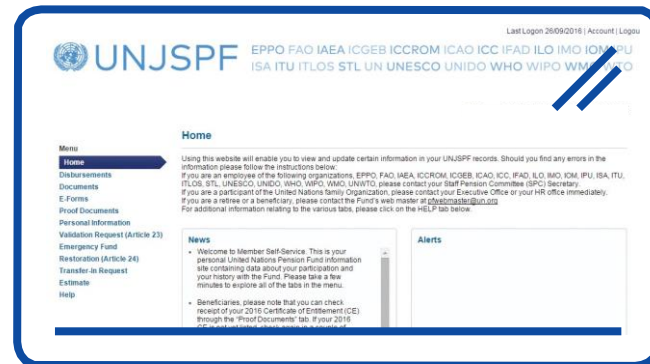 Last Logon 26/09/2016 | Account | Logou
UNJSPF
EPPO FAO IAEA ICGEB ICCROM ICAO ICC IFAD ILO IMO IOM IPU
ISA ITU ITLOS STL UN UNESCO UNIDO WHO WIPO WMO WTO
Home
Menu
Home
Disbursements
Documents
E-Forms
Proof Documents
Personal Information
Validation Request (Article 23)
Emergency Fund
Restoration (Article 24)
Transfer-in Request
Estimate
Help
Using this website will enable you to view and update certain information in your UNJSPF records. Should you find any errors in the
information please follow the instructions below:
If you are an employee of the following organizations, EPPO, FAO, IAEA, ICCROM, ICGEB, ICAO, ICC, IFAD, ILO, IMO, IOM, IPU, ISA, ITU,
ITLOS, STL, UNESCO, UNIDO, WHO, WIPO, WMO, UNWTO, please contact your Staff Pension Committee (SPC) Secretary.
If you are a participant of the United Nations family Organization, please contact your Executive Office or your HR office immediately.
If you are a retiree or a beneficiary, please contact the Fund's web master at pfwebmaster@un.org
For additional information relating to the various tabs, please click on the HELP tab below.
News
Welcome to Member Self-Service. This is your
personal United Nations Pension Fund information
site containing data about your participation and
your history with the Fund. Please take a few
minutes to explore all of the tabs in the menu.
Beneficiaries, please note that you can check
receipt of your 2016 Certificate of Entitlement (CE)
through the "Proof Documents" tab. If your 2016
Alerts